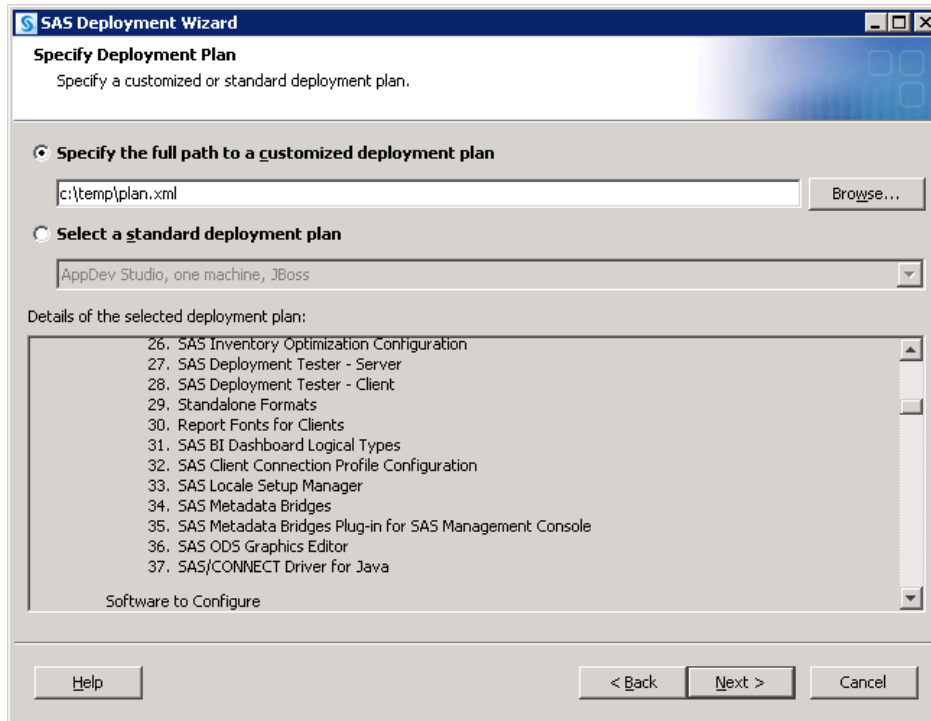 SAS Deployment Wizard
Specify Deployment Plan
Specify a customized or standard deployment plan.
Specify the full path to a customized deployment plan
c:\temp\plan.xml
Browse...
Select a standard deployment plan
AppDev Studio, one machine, JBoss
Details of the selected deployment plan:
26. SAS Inventory Optimization Configuration
27. SAS Deployment Tester - Server
28. SAS Deployment Tester - Client
29. Standalone Formats
30. Report Fonts for Clients
31. SAS BI Dashboard Logical Types
32. SAS Client Connection Profile Configuration
33. SAS Locale Setup Manager
34. SAS Metadata Bridges
35. SAS Metadata Bridges Plug-in for SAS Management Console
36. SAS ODS Graphics Editor
37. SAS/CONNECT Driver for Java
Software to Configure
Help
< Back
Next >
Cancel